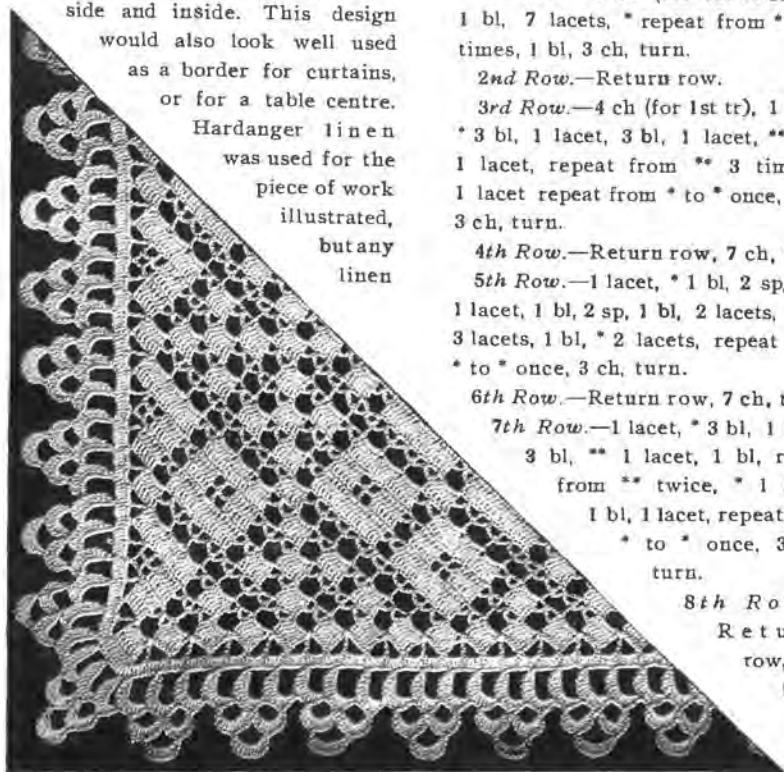 side and inside. This design
would also look well used
as a border for curtains,
or for a table centre.
Hardanger linen
was used for the
piece of work
illustrated,
but any
linen
1 bl, 7 lacets, * repeat from *
times, 1 bl, 3 ch, turn.
2nd Row.—Return row.
3rd Row.—4 ch (for 1st tr), 1
* 3 bl, 1 lacet, 3 bl, 1 lacet, **
1 lacet, repeat from ** 3 tim
1 lacet repeat from * to * once,
3 ch, turn.
4th Row.—Return row, 7 ch,
5th Row.—1 lacet, * 1 bl, 2 sp,
1 lacet, 1 bl, 2 sp, 1 bl, 2 lacets,
3 lacets, 1 bl, * 2 lacets, repeat
* to * once, 3 ch, turn.
6th Row.—Return row, 7 ch, t
7th Row.—1 lacet, * 3 bl, 1
3 bl, ** 1 lacet, 1 bl, r
from ** twice, * 1
1 bl, 1 lacet, repeat
* to * once, 3
turn.
8th Ro
Retu
row,